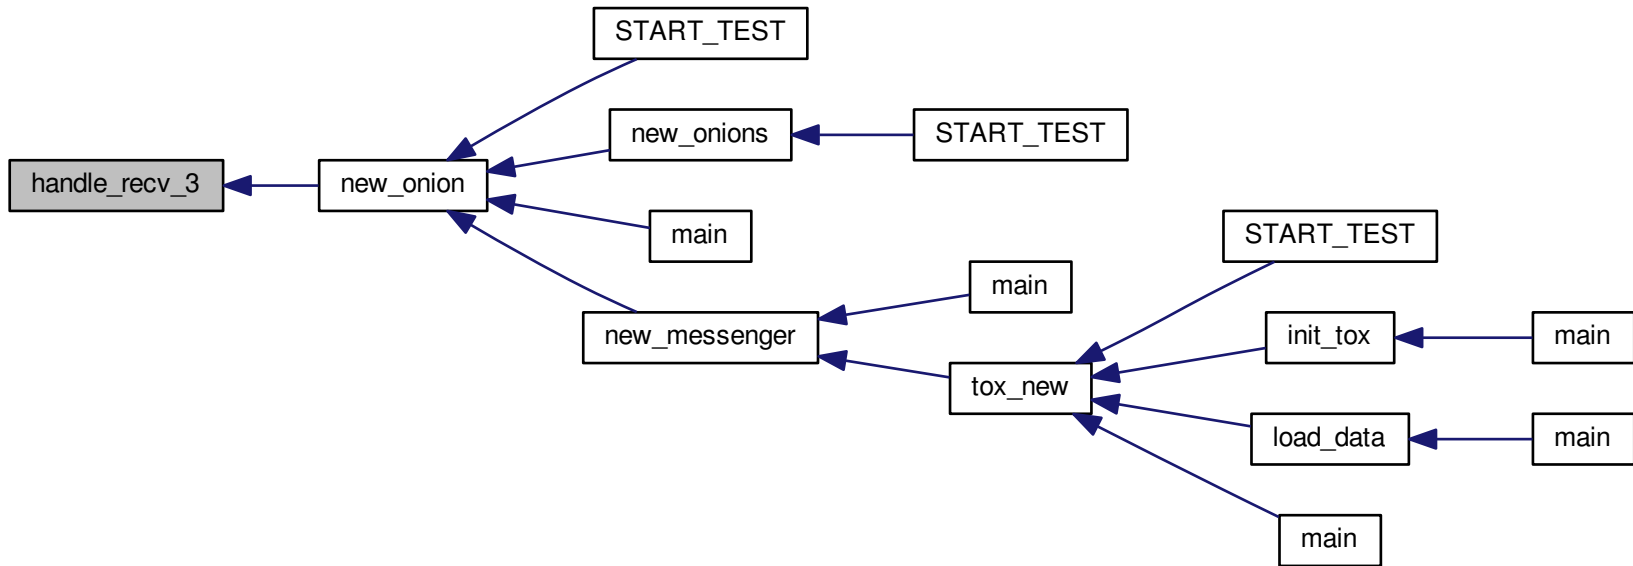 START_TEST
new_onions
START_TEST
handle_recv_3
new_onion
main
START_TEST
main
new_messenger
init_tox
main
tox_new
load_data
main
main